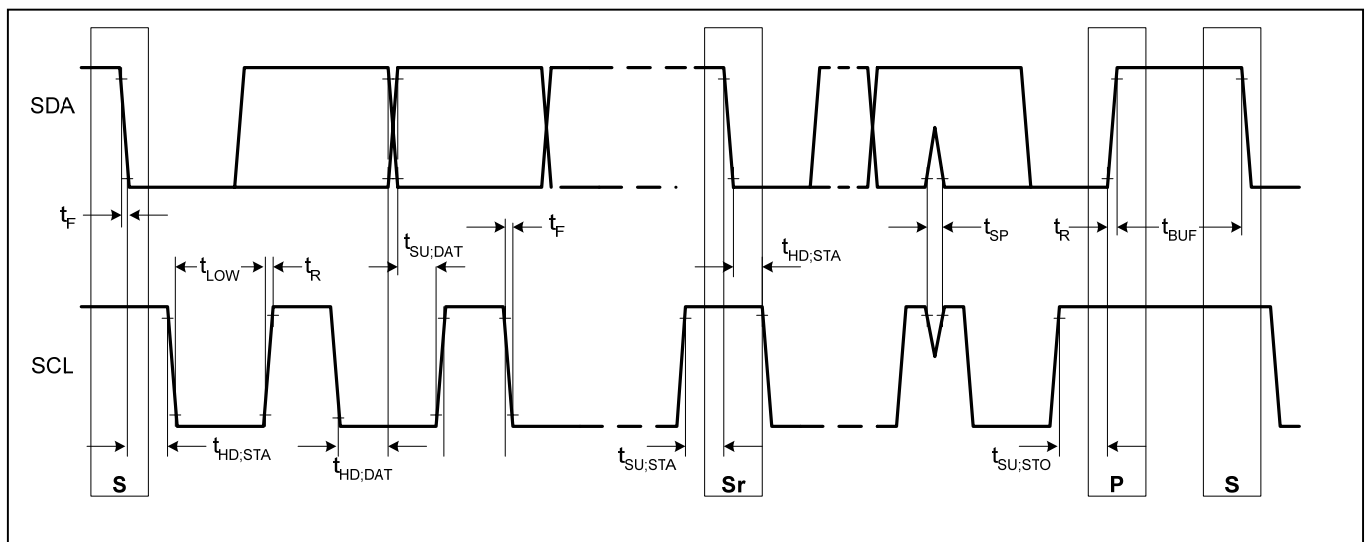 SDA
t_F
t_LOW
t_R
t_SU;DAT
t_F
t_HD;STA
t_SP
t_R
t_BUF
SCL
t_HD;STA
t_HD;DAT
t_SU;STA
t_SU;STO
S
Sr
P
S